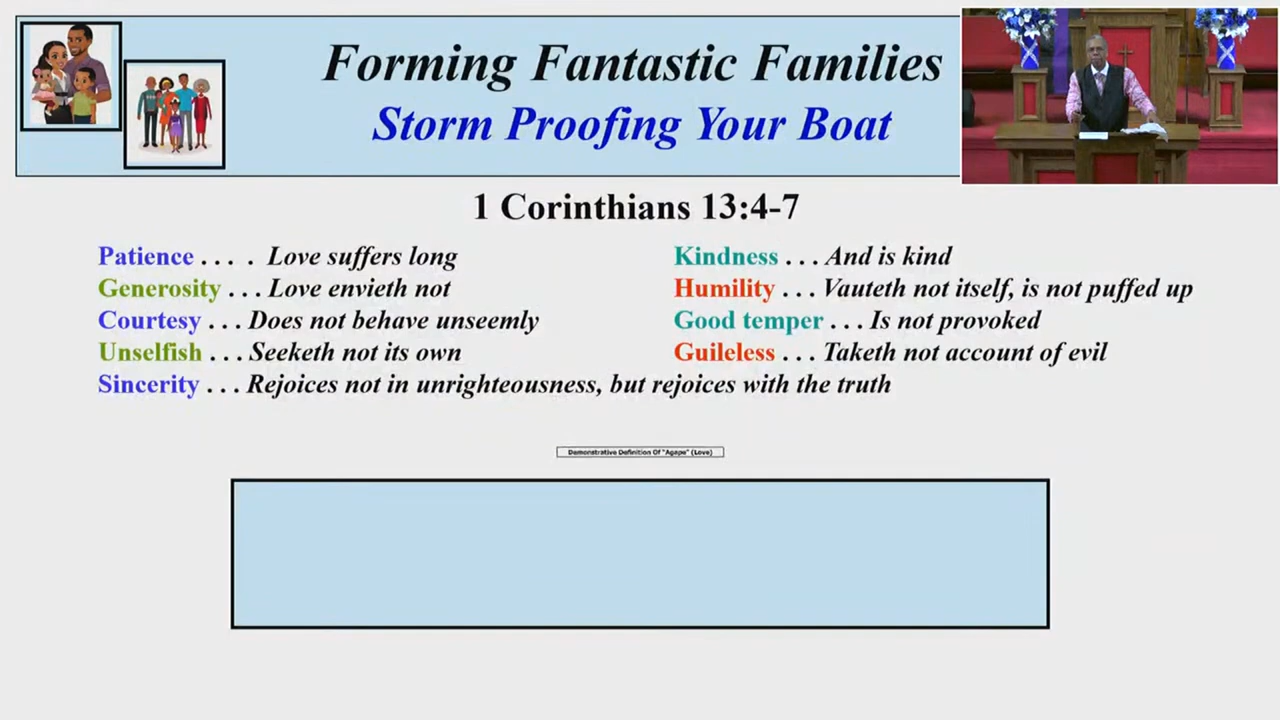 Forming Fantastic Families
Storm Proofing Your Boat
1 Corinthians 13:4-7
Patience . . . . Love suffers long
Kindness . . . And is kind
Generosity . . . Love envieth not
Humility . . . Vauteth not itself, is not puffed up
Courtesy . . . Does not behave unseemly
Good temper . . . Is not provoked
Unselfish . . . Seeketh not its own
Guileless . . . Taketh not account of evil
Sincerity . . . Rejoices not in unrighteousness, but rejoices with the truth
Demonstrative Definition Of "Agape" (Love)